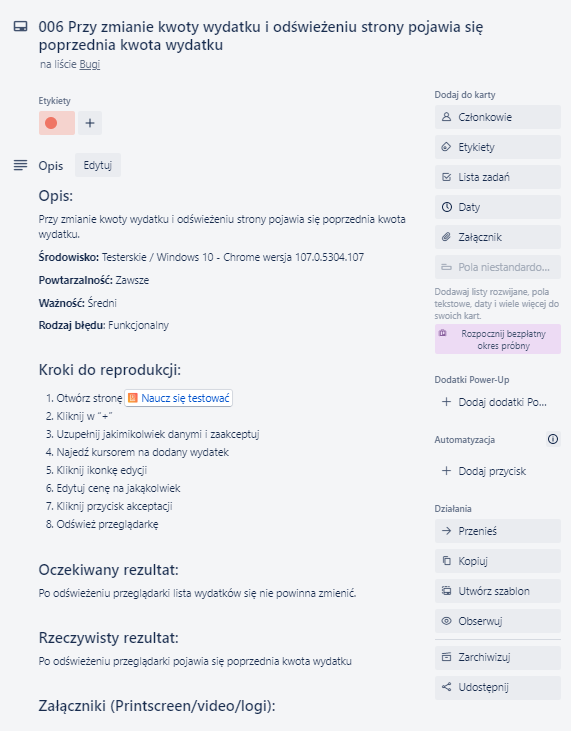 006 Przy zmianie kwoty wydatku i odświeżeniu strony pojawia się
poprzednia kwota wydatku
na liście Bugi
Etykiety
+
Opis
Edytuj
Opis:
Przy zmianie kwoty wydatku i odświeżeniu strony pojawia się poprzednia kwota
wydatku.
Środowisko: Testerskie / Windows 10 - Chrome wersja 107.0.5304.107
Powtarzalność: Zawsze
Ważność: Średni
Rodzaj błędu: Funkcjonalny
Kroki do reprodukcji:
1. Otwórz stronę Naucz się testować
2. Kliknij w "+"
3. Uzupełnij jakimikolwiek danymi i zaakceptuj
4. Najedź kursorem na dodany wydatek
5. Kliknij ikonkę edycji
6. Edytuj cenę na jakąkolwiek
7. Kliknij przycisk akceptacji
8. Odśwież przeglądarkę
Oczekiwany rezultat:
Po odświeżeniu przeglądarki lista wydatków się nie powinna zmienić.
Rzeczywisty rezultat:
Po odświeżeniu przeglądarki pojawia się poprzednia kwota wydatku
Załączniki (Printscreen/video/logi):
Dodaj do karty
Członkowie
Etykiety
Lista zadań
Daty
Załącznik
Pola niestandardo...
Dodawaj listy rozwijane, pola
tekstowe, daty i wiele więcej do
swoich kart.
Rozpocznij bezpłatny
okres próbny
Dodatki Power-Up
+ Dodaj dodatki Po...
Automatyzacja
+ Dodaj przycisk
Działania
Przenieś
Kopiuj
Utwórz szablon
Obserwuj
Zarchiwizuj
Udostępnij